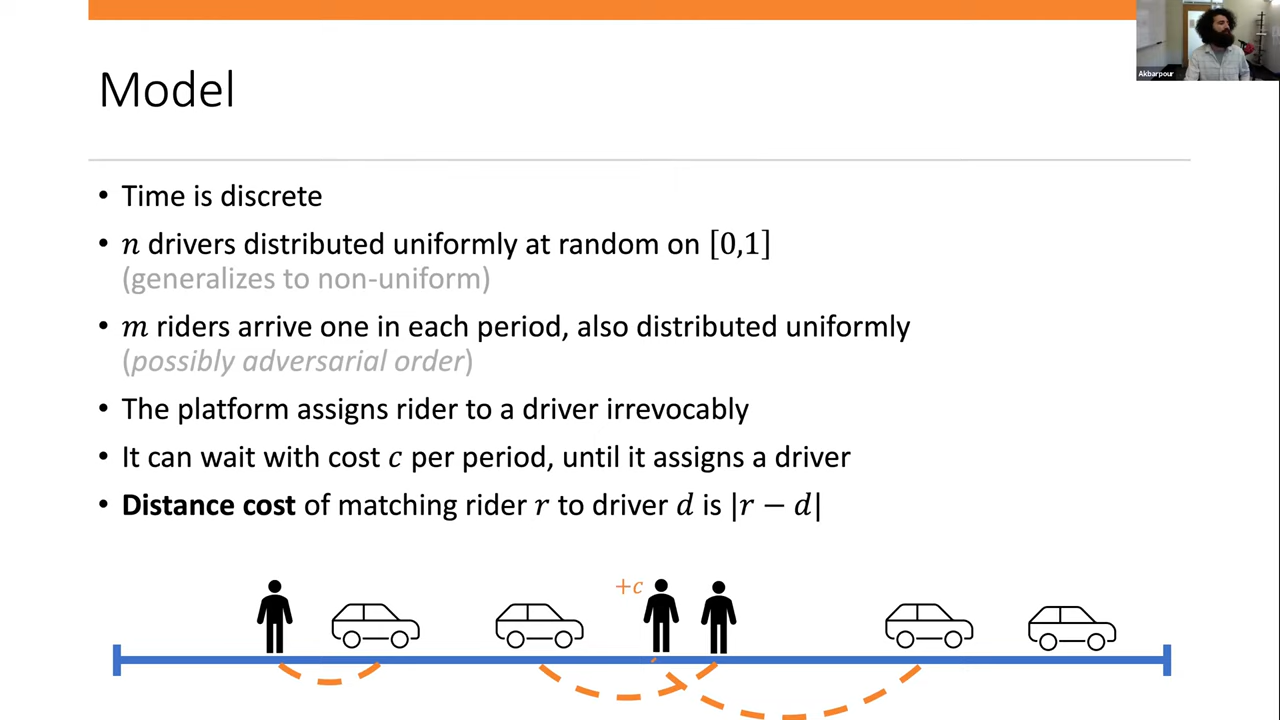 Akbarpour
Model
• Time is discrete
• n drivers distributed uniformly at random on [0,1]
(generalizes to non-uniform)
• m riders arrive one in each period, also distributed uniformly
(possibly adversarial order)
• The platform assigns rider to a driver irrevocably
• It can wait with cost c per period, until it assigns a driver
• Distance cost of matching rider r to driver d is |r − d|
+c